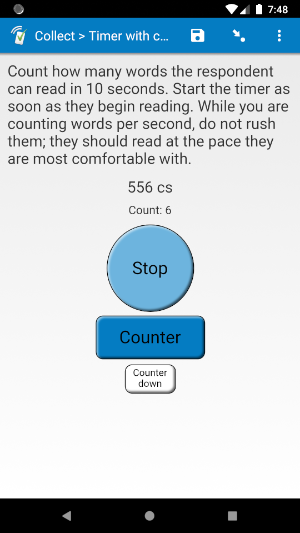 7:48
Collect > Timer with c...
Count how many words the respondent
can read in 10 seconds. Start the timer as
soon as they begin reading. While you are
counting words per second, do not rush
them; they should read at the pace they
are most comfortable with.
556 cs
Count: 6
Stop
Counter
Counter
down